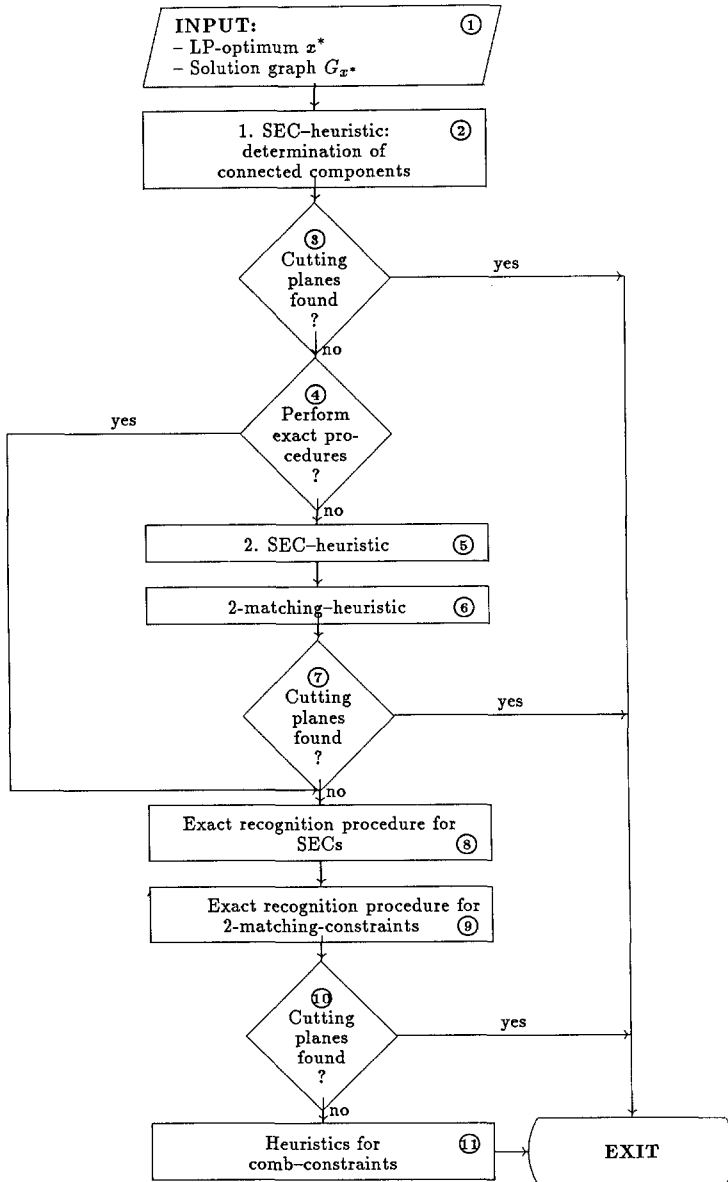 INPUT: ①
– LP-optimum x*
– Solution graph Gx*
1. SEC–heuristic: ②
determination of
connected components
③
Cutting
planes
found
?
yes
no
④
Perform
exact pro-
cedures
?
yes
no
2. SEC–heuristic ⑤
2-matching–heuristic ⑥
⑦
Cutting
planes
found
?
yes
no
Exact recognition procedure for
SECs ⑧
Exact recognition procedure for
2-matching-constraints ⑨
⑩
Cutting
planes
found
?
yes
no
Heuristics for ⑪
comb–constraints
EXIT